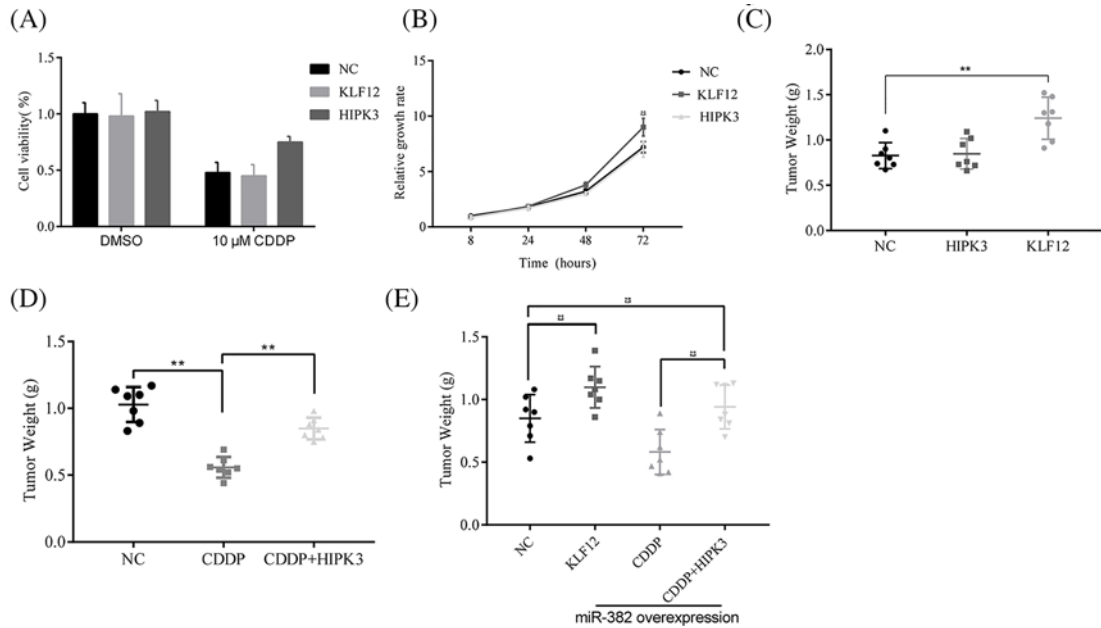 (A)
1.5
1.0
0.5
0.0
Cell viability( %)
DMSO
10 µM CDDP
NC
KLF12
HIPK3
(B)
15
10
5
0
Relative growth rate
8
24
48
72
Time (hours)
¤
NC
KLF12
HIPK3
(C)
2.0
1.5
1.0
0.5
0.0
Tumor Weight (g)
**
NC
HIPK3
KLF12
(D)
1.5
1.0
0.5
0.0
Tumor Weight (g)
**
**
NC
CDDP
CDDP+HIPK3
(E)
1.5
1.0
0.5
0.0
Tumor Weight (g)
¤
¤
¤
NC
KLF12
CDDP
CDDP+HIPK3
miR-382 overexpression